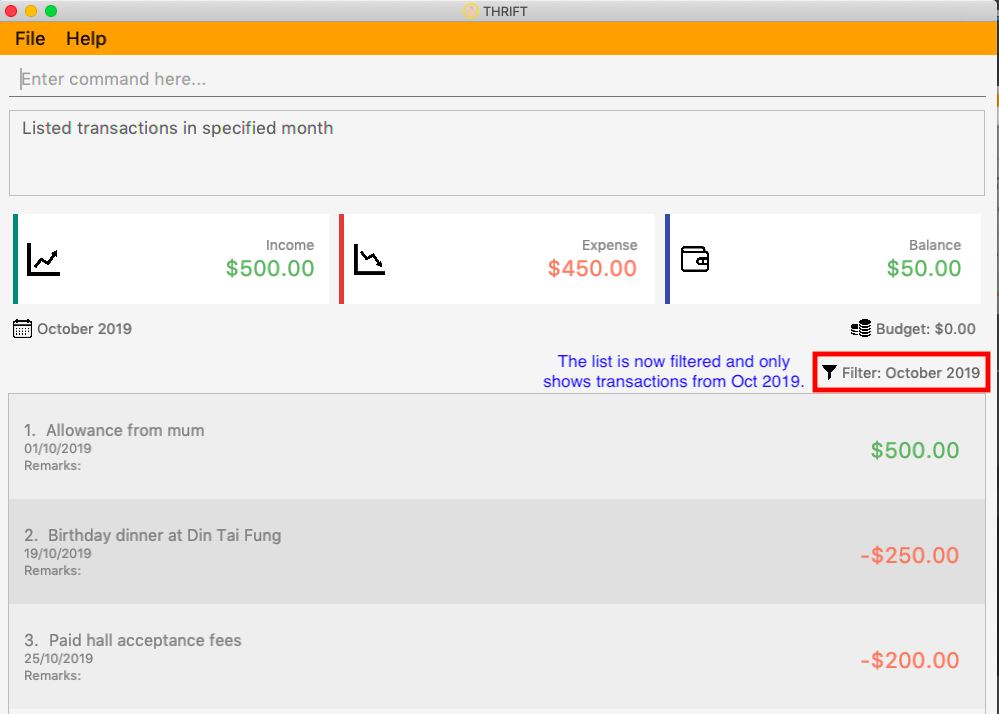 THRIFT
File Help
Enter command here...
Listed transactions in specified month
Income
$500.00
Expense
$450.00
Balance
$50.00
October 2019
Budget: $0.00
The list is now filtered and only
shows transactions from Oct 2019.
Filter: October 2019
1. Allowance from mum
01/10/2019
Remarks:
$500.00
2. Birthday dinner at Din Tai Fung
19/10/2019
Remarks:
-$250.00
3. Paid hall acceptance fees
25/10/2019
Remarks:
-$200.00